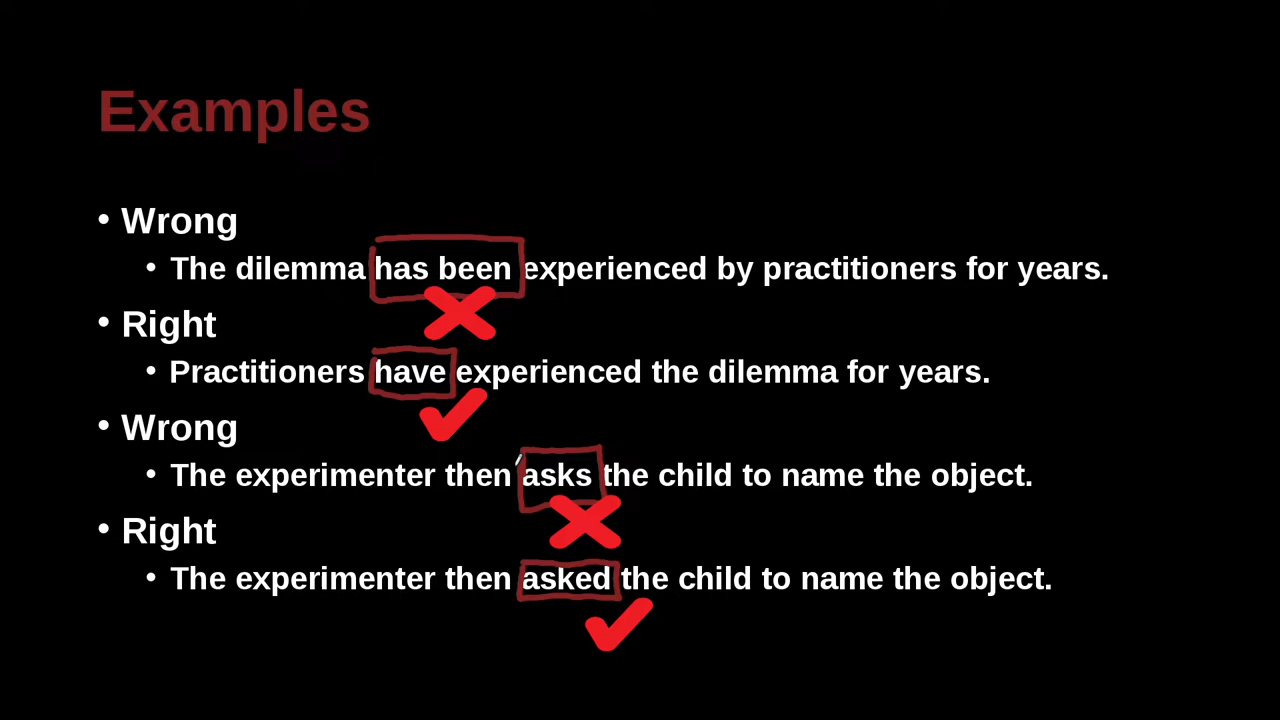 Examples
• Wrong
• The dilemma has been experienced by practitioners for years.
• Right
• Practitioners have experienced the dilemma for years.
• Wrong
• The experimenter then asks the child to name the object.
• Right
• The experimenter then asked the child to name the object.